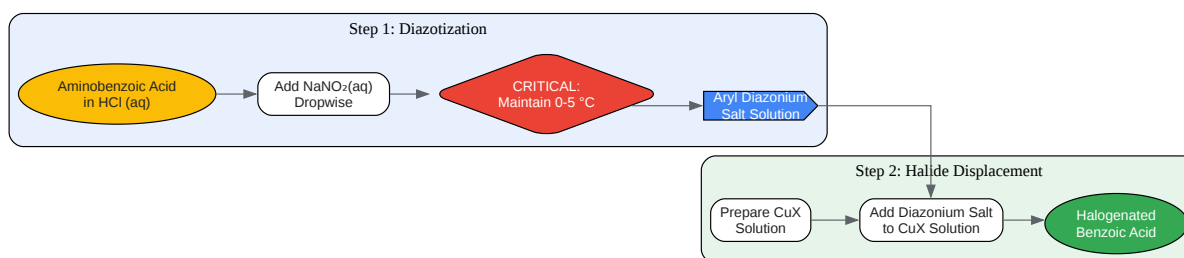 Step 1: Diazotization
Aminobenzoic Acid
in HCl (aq)
Add NaNO₂(aq)
Dropwise
CRITICAL:
Maintain 0-5 °C
Aryl Diazonium
Salt Solution
Step 2: Halide Displacement
Prepare CuX
Solution
Add Diazonium Salt
to CuX Solution
Halogenated
Benzoic Acid